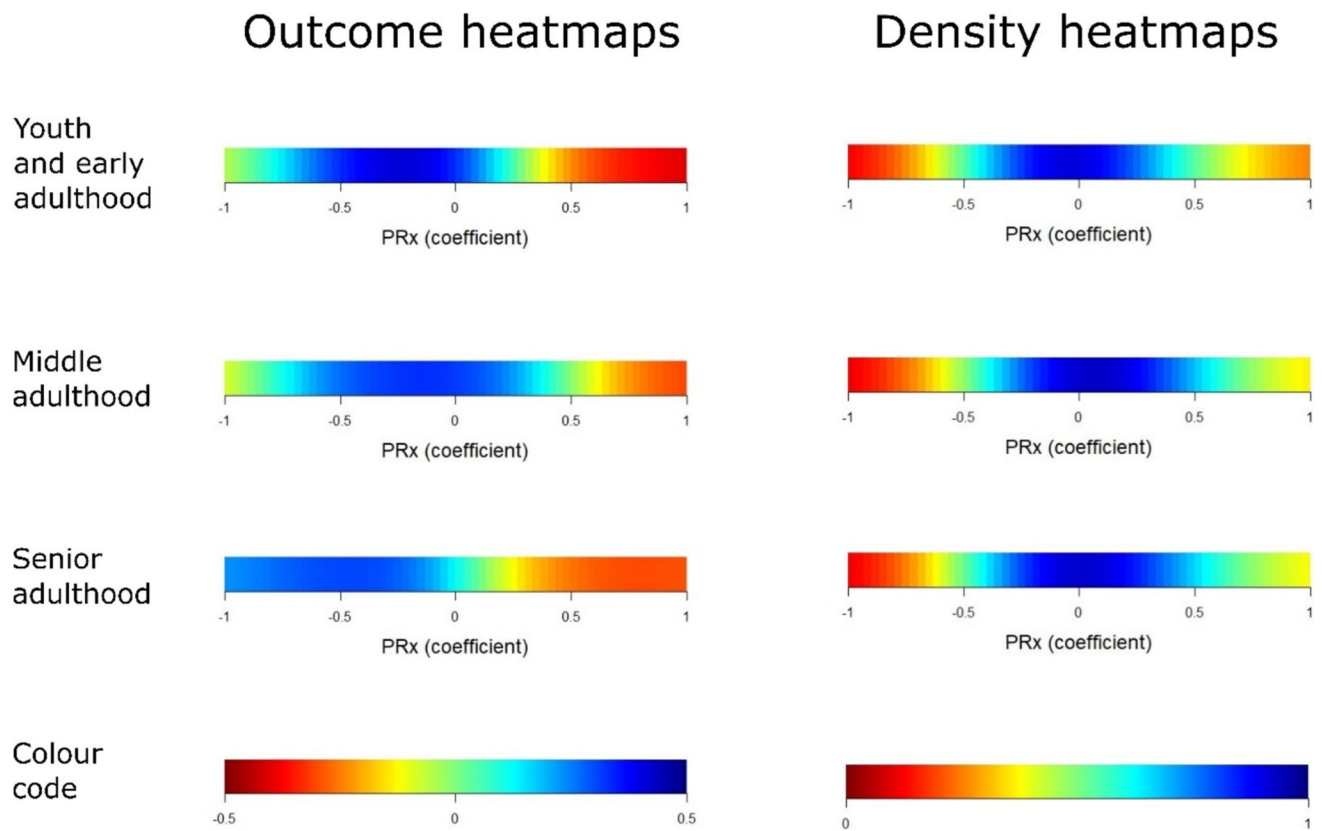 Outcome heatmaps
Density heatmaps
Youth
and early
adulthood
-1 -0.5 0 0.5 1
PRx (coefficient)
-1 -0.5 0 0.5 1
PRx (coefficient)
Middle
adulthood
-1 -0.5 0 0.5 1
PRx (coefficient)
-1 -0.5 0 0.5 1
PRx (coefficient)
Senior
adulthood
-1 -0.5 0 0.5 1
PRx (coefficient)
-1 -0.5 0 0.5 1
PRx (coefficient)
Colour
code
-0.5 0 0.5
0 1